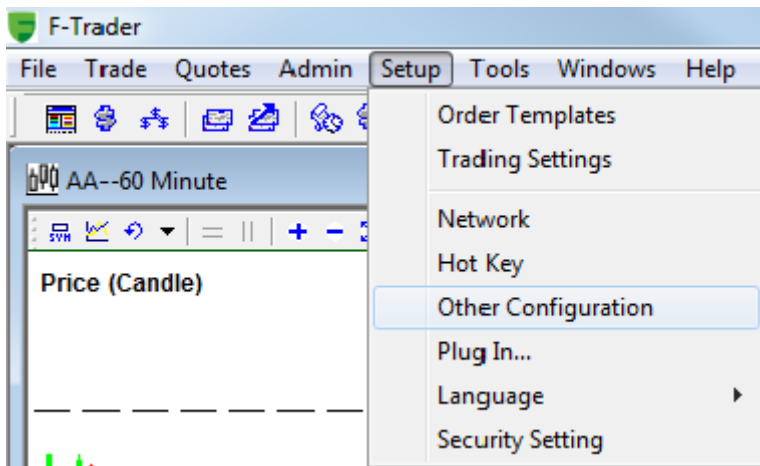 F-Trader
File Trade Quotes Admin Setup Tools Windows Help
AA--60 Minute
SYM
Price (Candle)
Order Templates
Trading Settings
Network
Hot Key
Other Configuration
Plug In...
Language
Security Setting